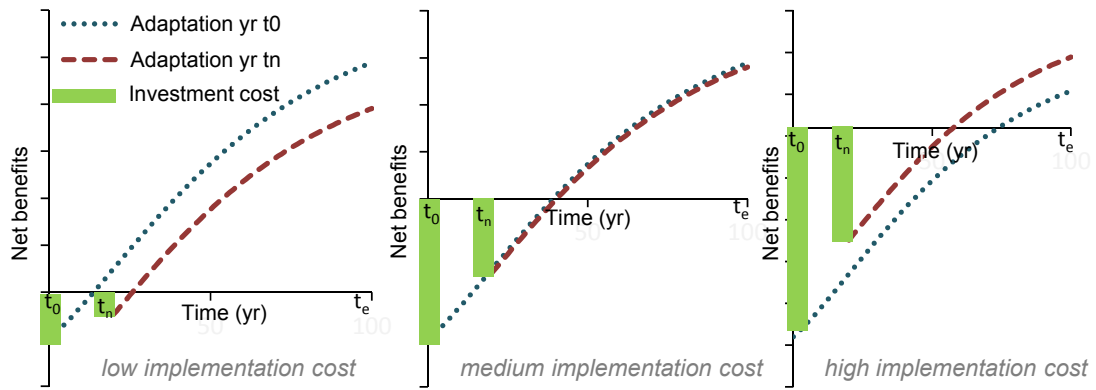 Adaptation yr t0
Adaptation yr tn
Investment cost
Net benefits
t0
tn
Time (yr)
te
50
100
low implementation cost
Net benefits
t0
tn
Time (yr)
te
50
100
medium implementation cost
Net benefits
t0
tn
Time (yr)
te
100
high implementation cost